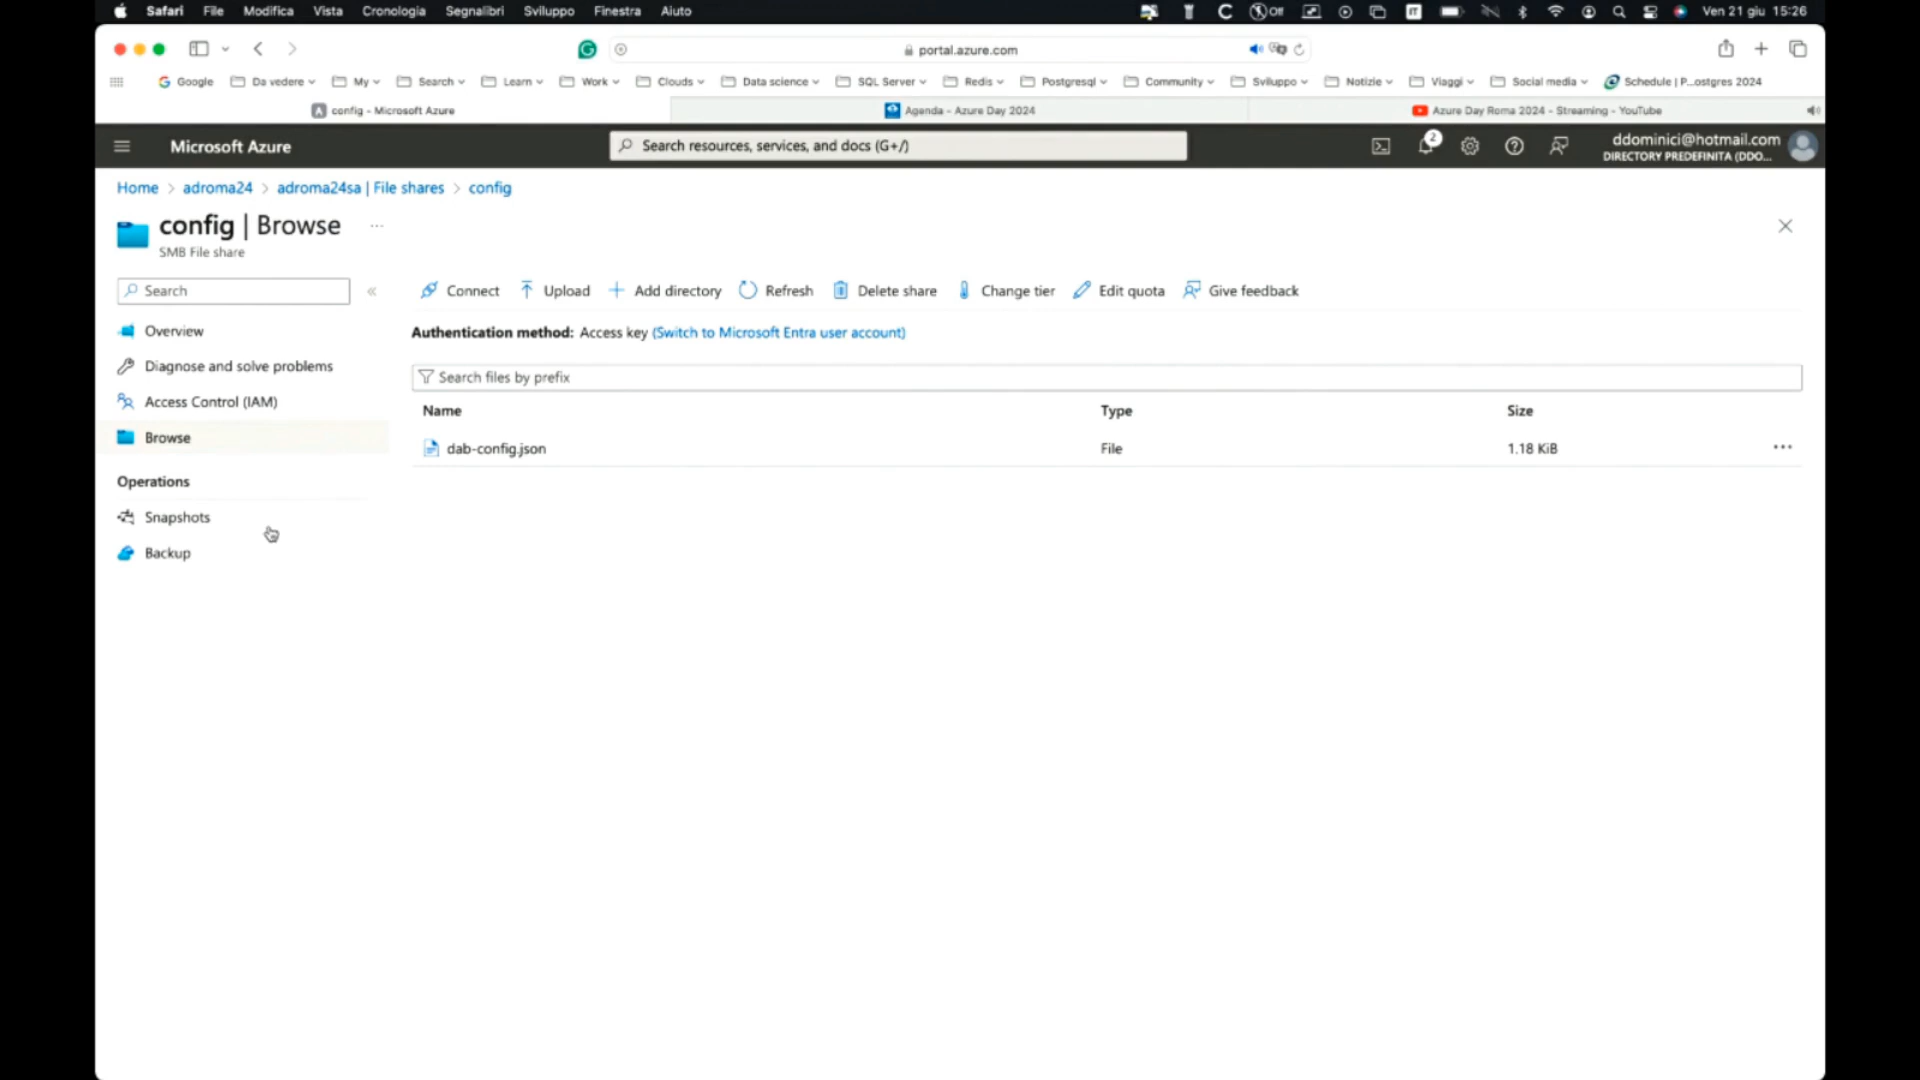 Safari File Modifica Vista Cronologia Segnalibri Sviluppo Finestra Aiuto Off IT Ven 21 giu 15:26
portal.azure.com
Google Da vedere My Search Learn Work Clouds Data science SQL Server Redis Postgresql Community Sviluppo Notizie Viaggi Social media Schedule | P...ostgres 2024
config - Microsoft Azure Agenda - Azure Day 2024 Azure Day Roma 2024 - Streaming - YouTube
Microsoft Azure Search resources, services, and docs (G+/) 2 ddominici@hotmail.com
DIRECTORY PREDEFINITA (DDO...
Home > adroma24 > adroma24sa | File shares > config
config | Browse ...
SMB File share
Search «
Connect Upload Add directory Refresh Delete share Change tier Edit quota Give feedback
Overview
Diagnose and solve problems
Access Control (IAM)
Browse
Operations
Snapshots
Backup
Authentication method: Access key (Switch to Microsoft Entra user account)
Search files by prefix
Name Type Size
dab-config.json File 1.18 KiB ...